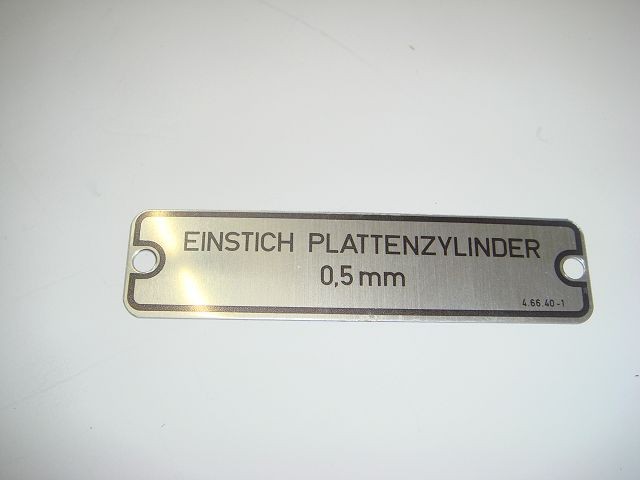 EINSTICH PLATTENZYLINDER
0,5 mm
4.66.40-1